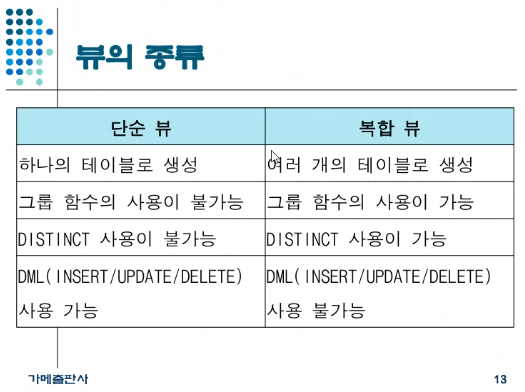 뷰의 종류
단순 뷰 복합 뷰
하나의 테이블로 생성 여러 개의 테이블로 생성
그룹 함수의 사용이 불가능 그룹 함수의 사용이 가능
DISTINCT 사용이 불가능 DISTINCT 사용이 가능
DML(INSERT/UPDATE/DELETE) DML(INSERT/UPDATE/DELETE)
사용 가능 사용 불가능
가메출판사 13